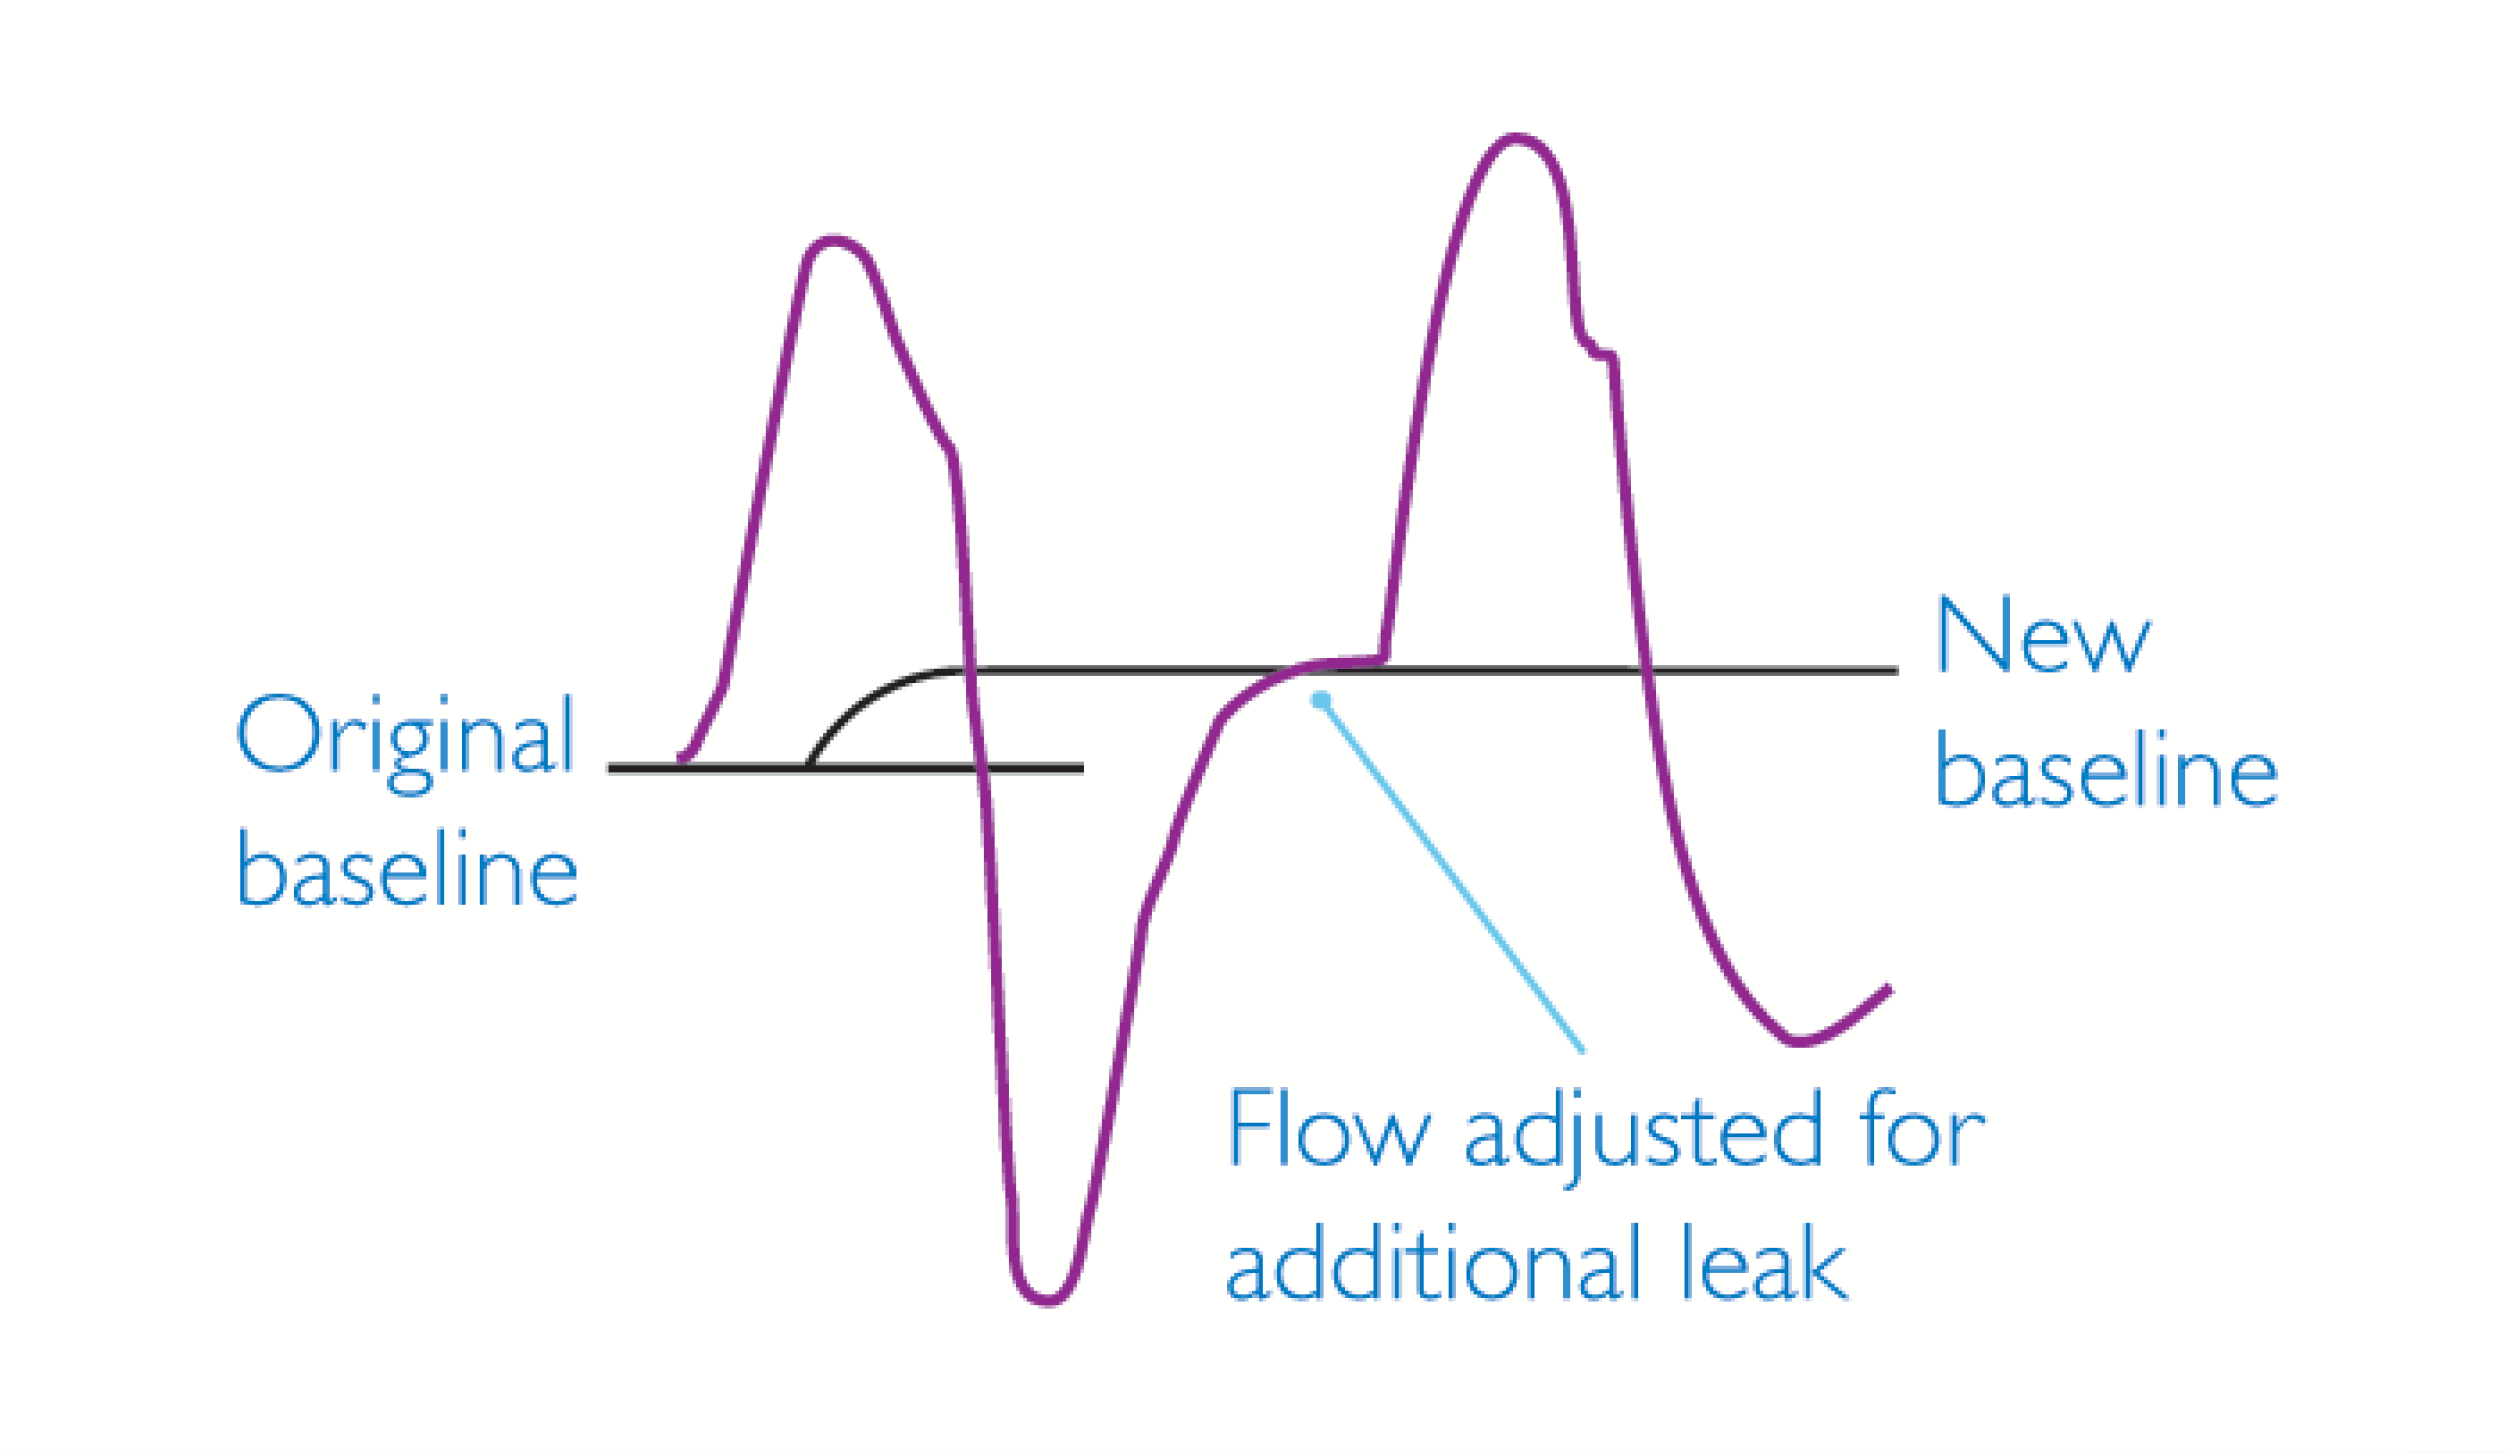 Original
baseline
New
baseline
Flow adjusted for
additional leak